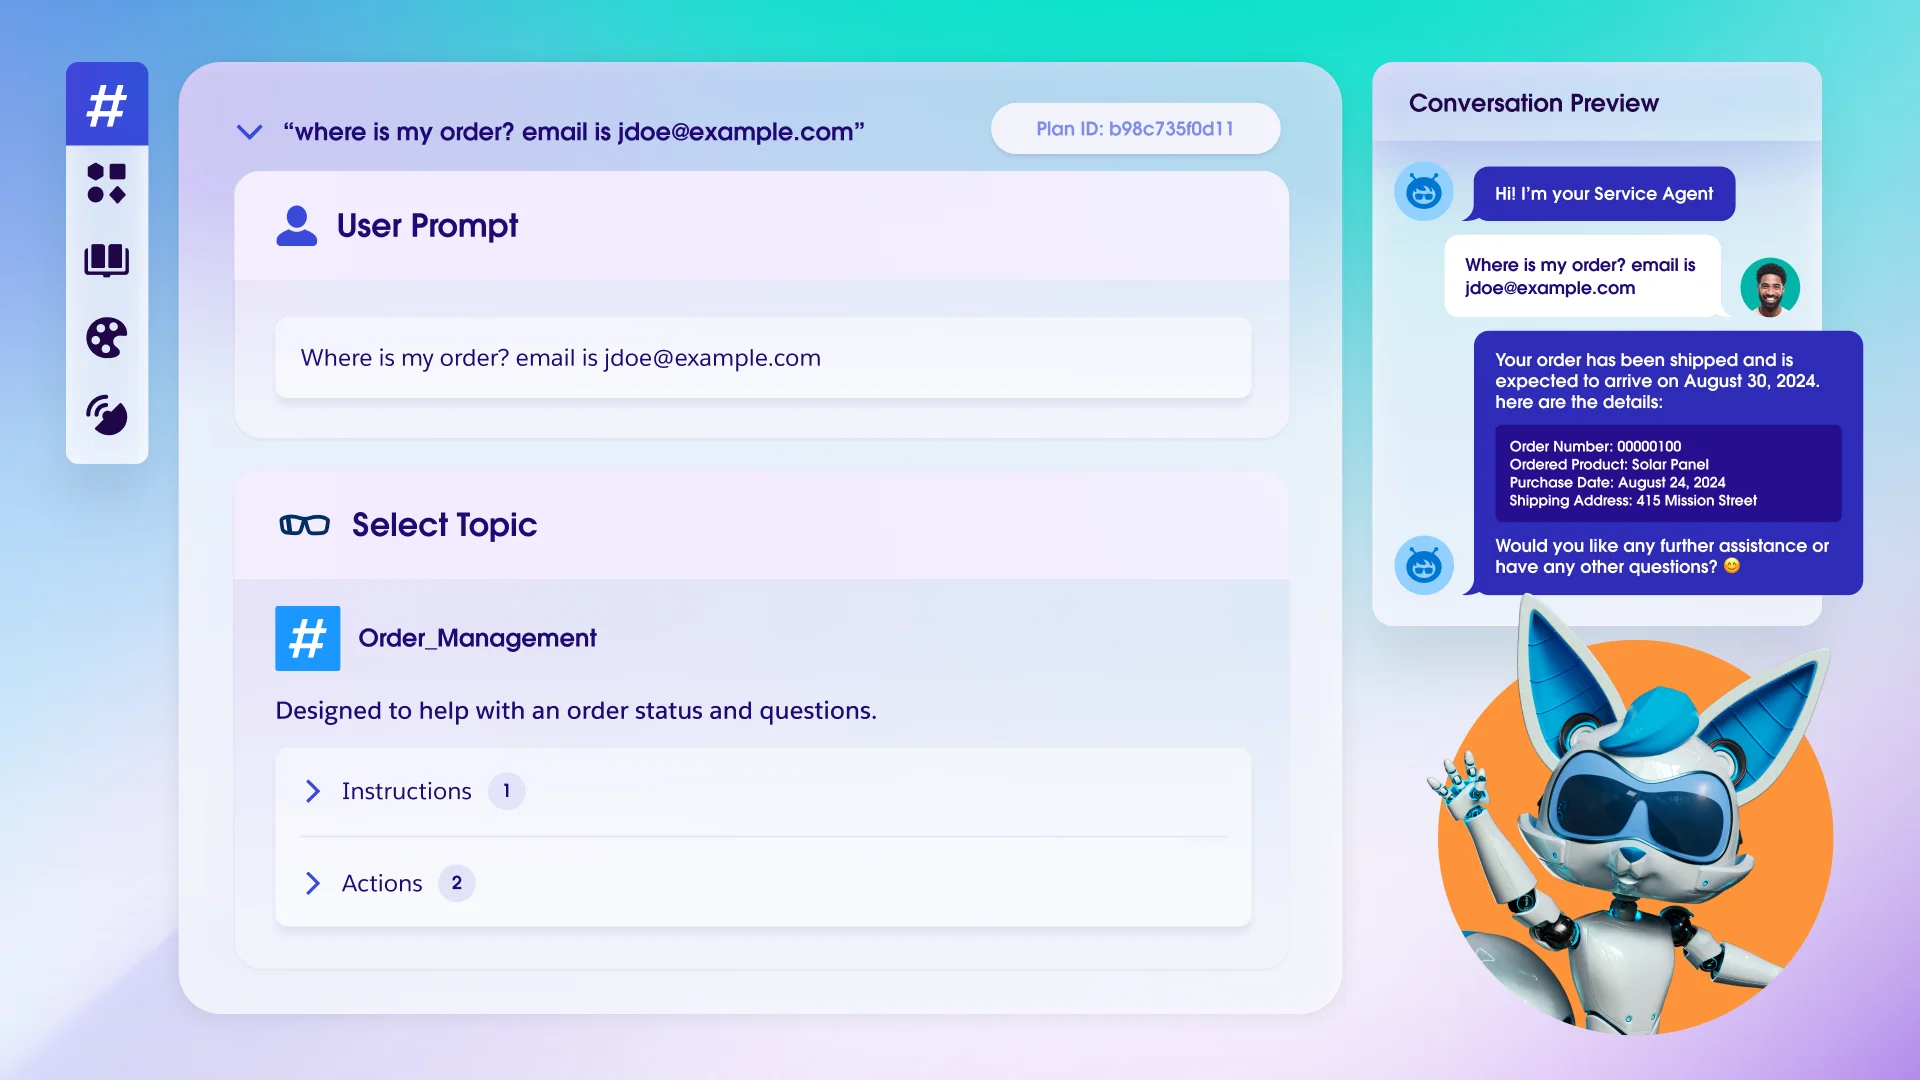 #
“where is my order? email is jdoe@example.com”
Plan ID: b98c735f0d11
User Prompt
Where is my order? email is jdoe@example.com
Select Topic
#
Order_Management
Designed to help with an order status and questions.
Instructions 1
Actions 2
Conversation Preview
Hi! I’m your Service Agent
Where is my order? email is
jdoe@example.com
Your order has been shipped and is
expected to arrive on August 30, 2024.
here are the details:
Order Number: 00000100
Ordered Product: Solar Panel
Purchase Date: August 24, 2024
Shipping Address: 415 Mission Street
Would you like any further assistance or
have any other questions? 😊